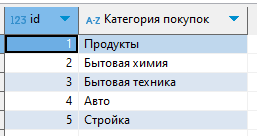 123 id A-Z Категория покупок
1 Продукты
2 Бытовая химия
3 Бытовая техника
4 Авто
5 Стройка